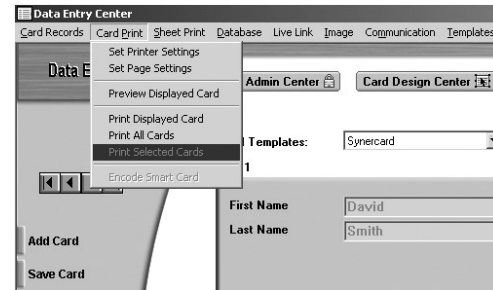 Data Entry Center
Card Records Card Print Sheet Print Database Live Link Image Communication Templates
Data E
Admin Center Card Design Center
Set Printer Settings
Set Page Settings
Preview Displayed Card
Print Displayed Card
Print All Cards
Print Selected Cards
Encode Smart Card
Templates:
Synercard
1
First Name
David
Last Name
Smith
Add Card
Save Card